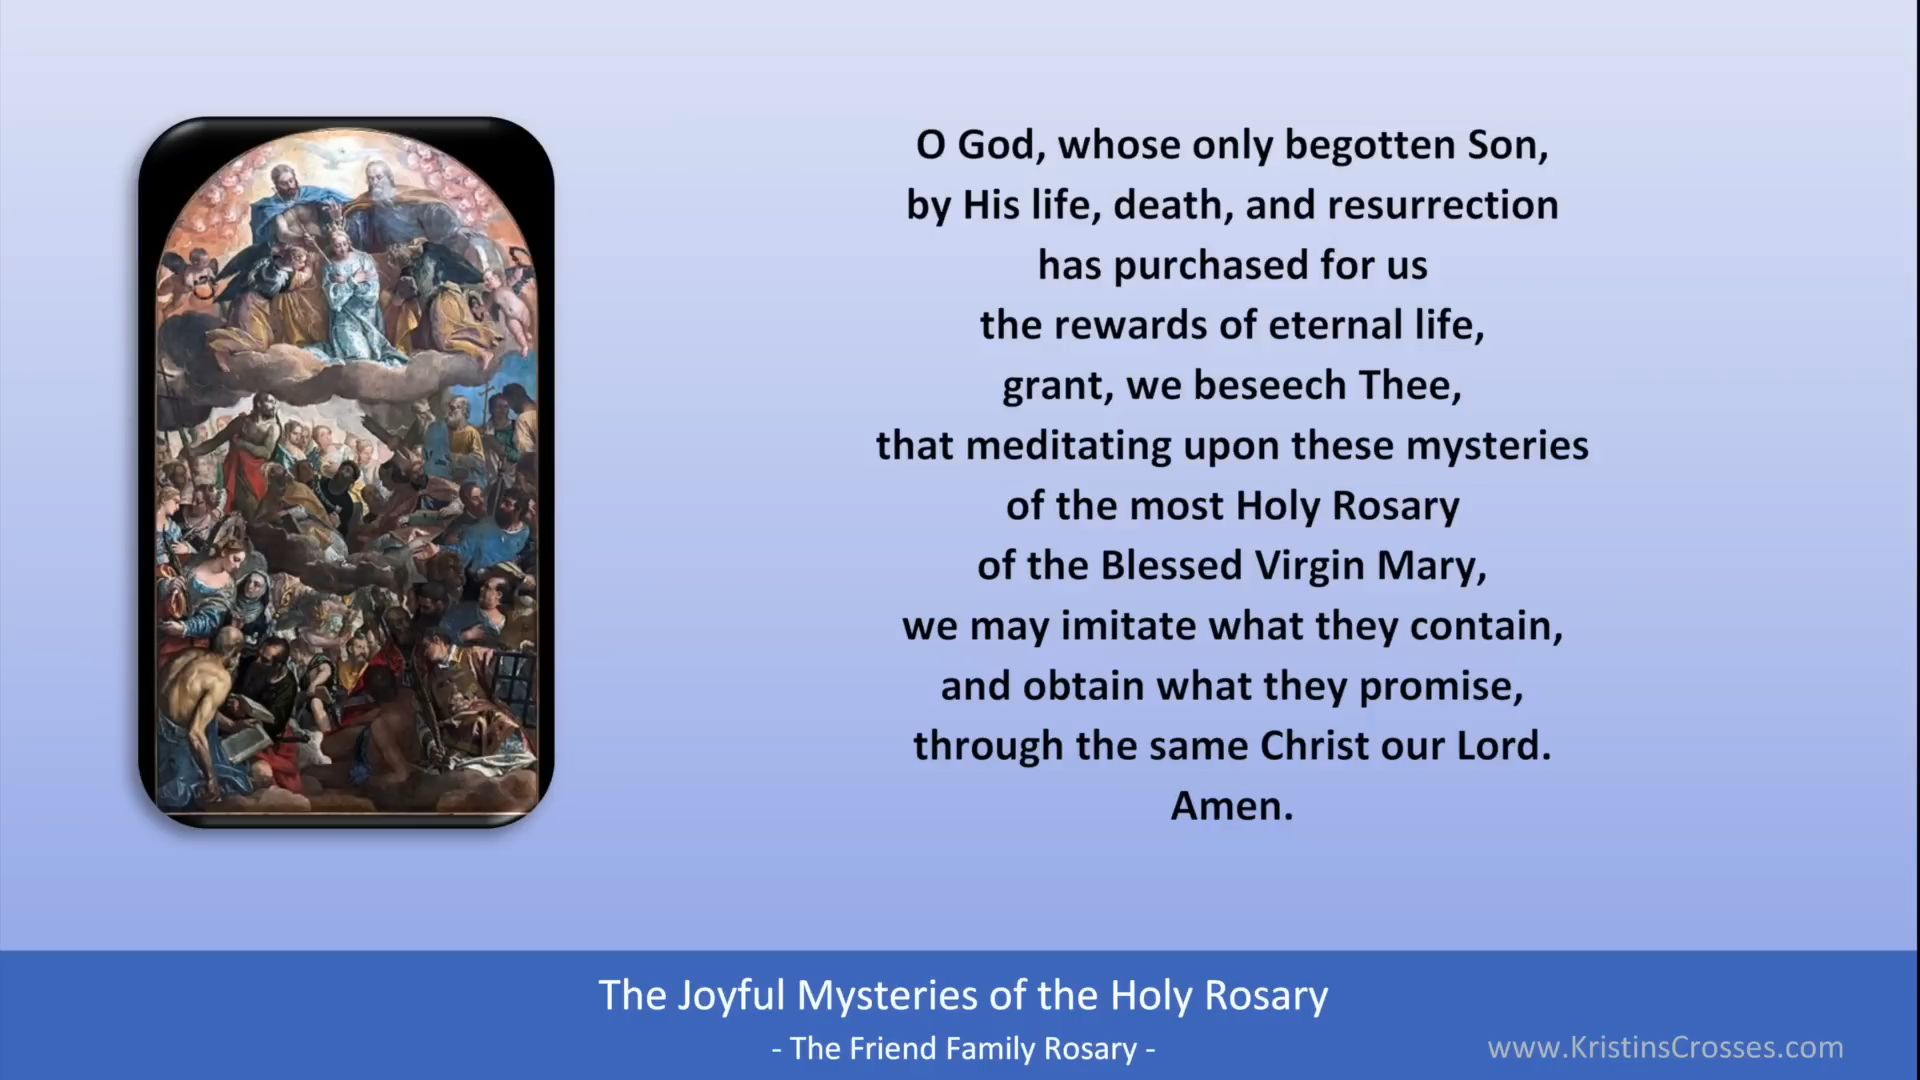 O God, whose only begotten Son,
by His life, death, and resurrection
has purchased for us
the rewards of eternal life,
grant, we beseech Thee,
that meditating upon these mysteries
of the most Holy Rosary
of the Blessed Virgin Mary,
we may imitate what they contain,
and obtain what they promise,
through the same Christ our Lord.
Amen.
The Joyful Mysteries of the Holy Rosary
- The Friend Family Rosary -
www.KristinsCrosses.com